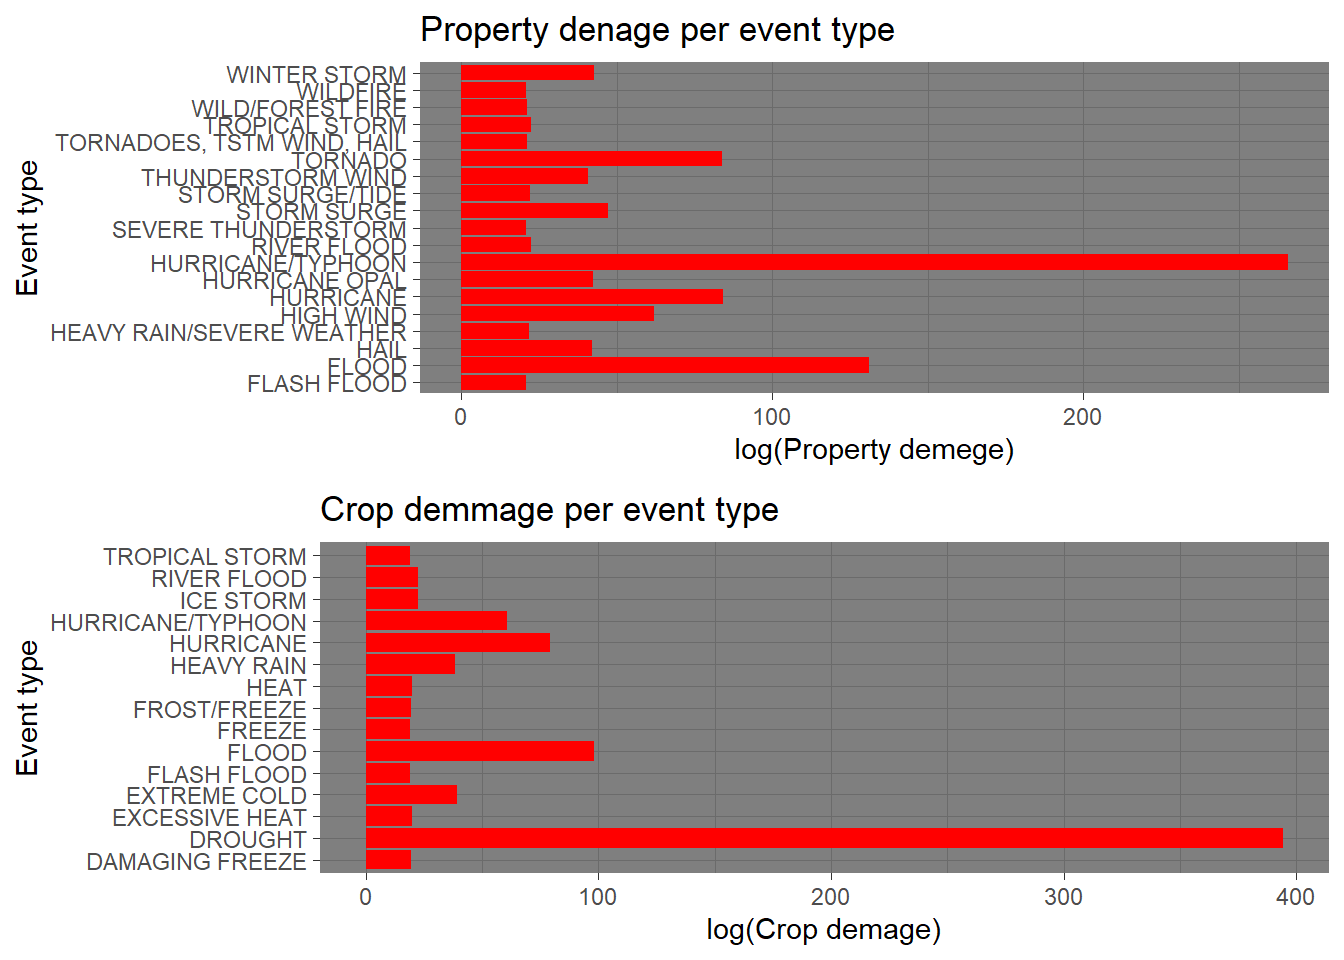 Property denage per event type
Event type
WINTER STORM
WILDFIRE
WILD/FOREST FIRE
TROPICAL STORM
TORNADOES, TSTM WIND, HAIL
TORNADO
THUNDERSTORM WIND
STORM SURGE/TIDE
STORM SURGE
SEVERE THUNDERSTORM
RIVER FLOOD
HURRICANE/TYPHOON
HURRICANE OPAL
HURRICANE
HIGH WIND
HEAVY RAIN/SEVERE WEATHER
HAIL
FLOOD
FLASH FLOOD
0 100 200
log(Property demege)
Crop demmage per event type
Event type
TROPICAL STORM
RIVER FLOOD
ICE STORM
HURRICANE/TYPHOON
HURRICANE
HEAVY RAIN
HEAT
FROST/FREEZE
FREEZE
FLOOD
FLASH FLOOD
EXTREME COLD
EXCESSIVE HEAT
DROUGHT
DAMAGING FREEZE
0 100 200 300 400
log(Crop demage)